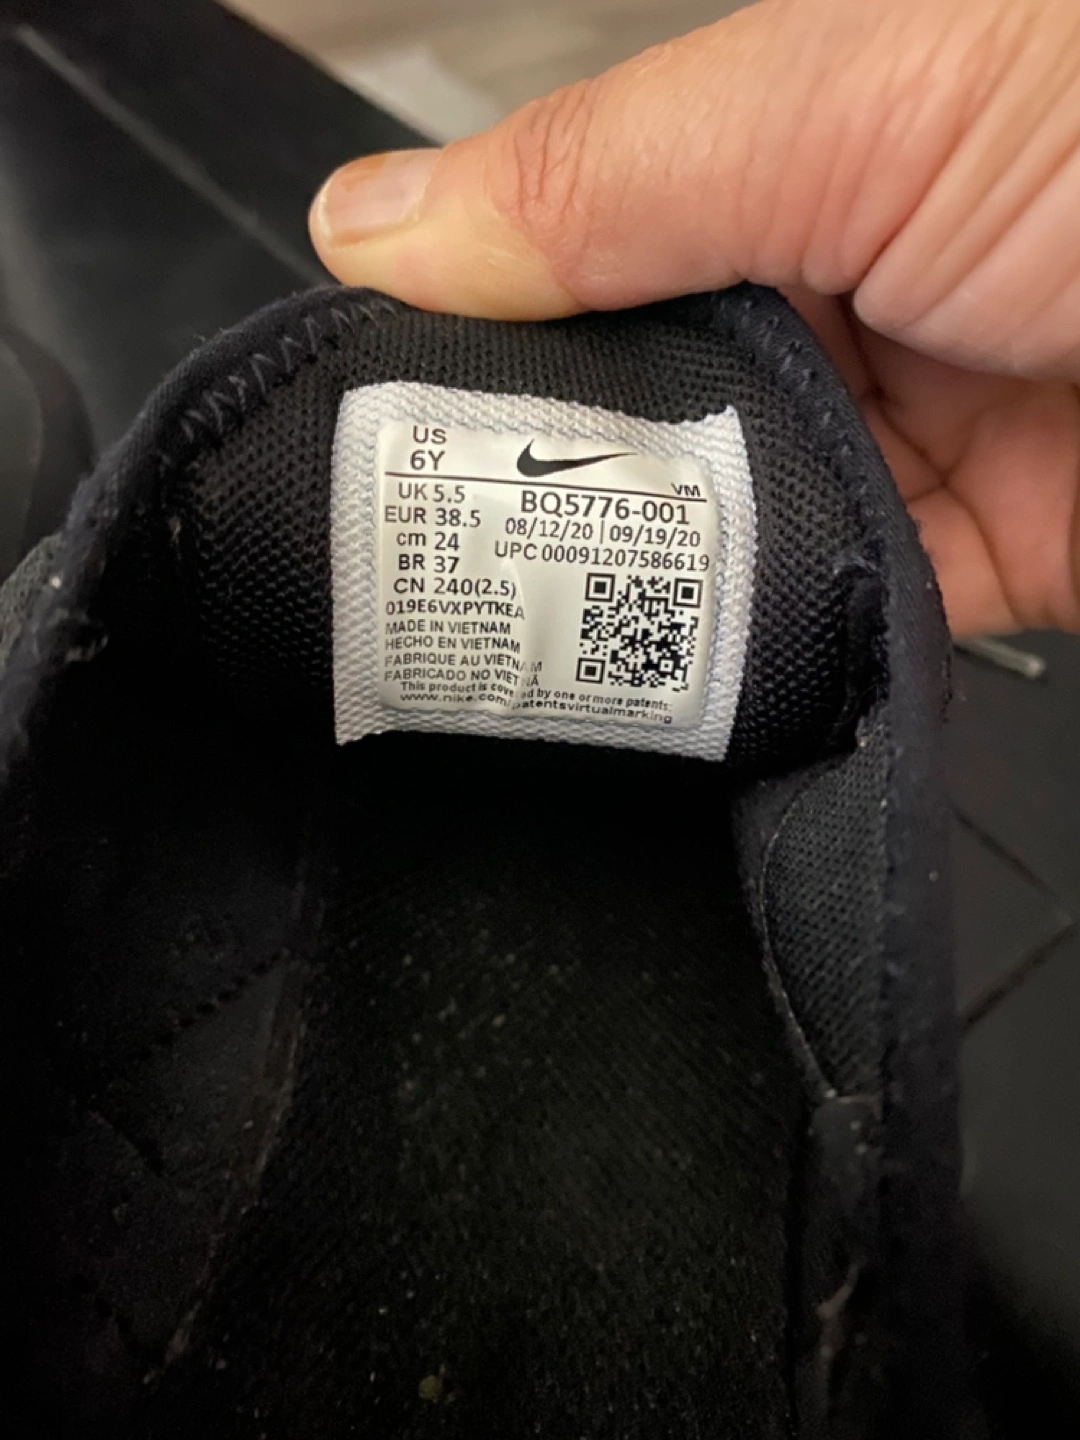 US
6Y
VM
UK 5.5
BQ5776-001
EUR 38.5
08/12/20 | 09/19/20
cm 24
UPC 00091207586619
BR 37
CN 240(2.5)
019E6VXPYTKEA
MADE IN VIETNAM
HECHO EN VIETNAM
FABRIQUE AU VIETNAM
FABRICADO NO VIETNÃ
This product is covered by one or more patents:
www.nike.com/patentsvirtualmarking